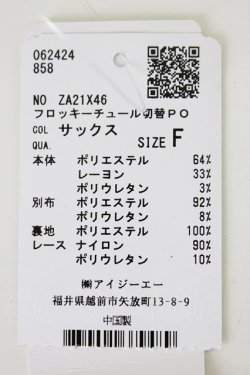 062424
858
NO ZA21X46
フロッキーチュール切替PO
COL サックス
QUA. SIZE F
本体 ポリエステル 64%
レーヨン 33%
ポリウレタン 3%
別布 ポリエステル 92%
ポリウレタン 8%
裏地 ポリエステル 100%
レース ナイロン 90%
ポリウレタン 10%
㈱アイジーエー
福井県越前市矢放町13-8-9
中国製